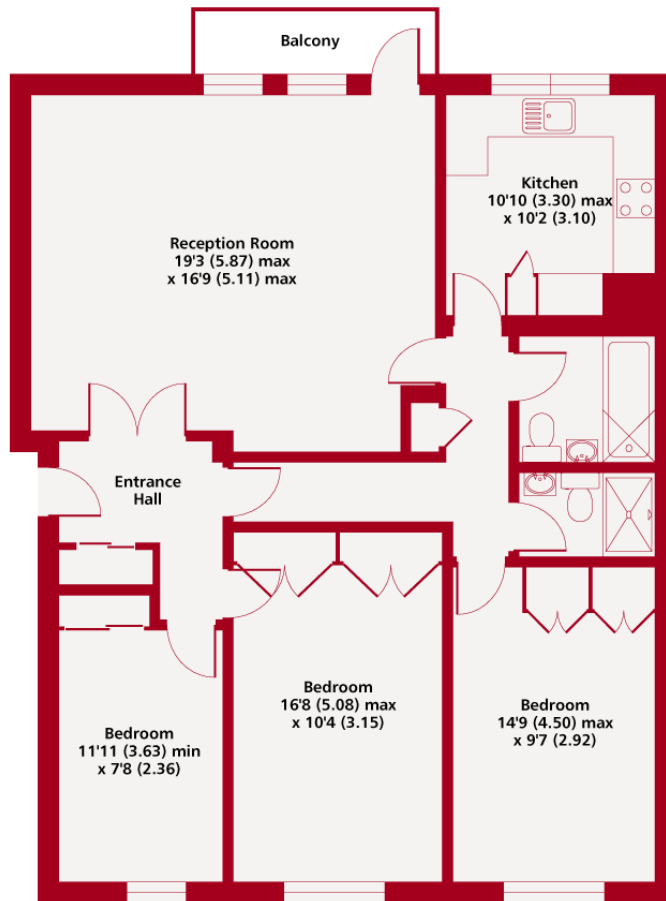 Balcony
Kitchen
10'10 (3.30) max
x 10'2 (3.10)
Reception Room
19'3 (5.87) max
x 16'9 (5.11) max
Entrance
Hall
Bedroom
11'11 (3.63) min
x 7'8 (2.36)
Bedroom
16'8 (5.08) max
x 10'4 (3.15)
Bedroom
14'9 (4.50) max
x 9'7 (2.92)